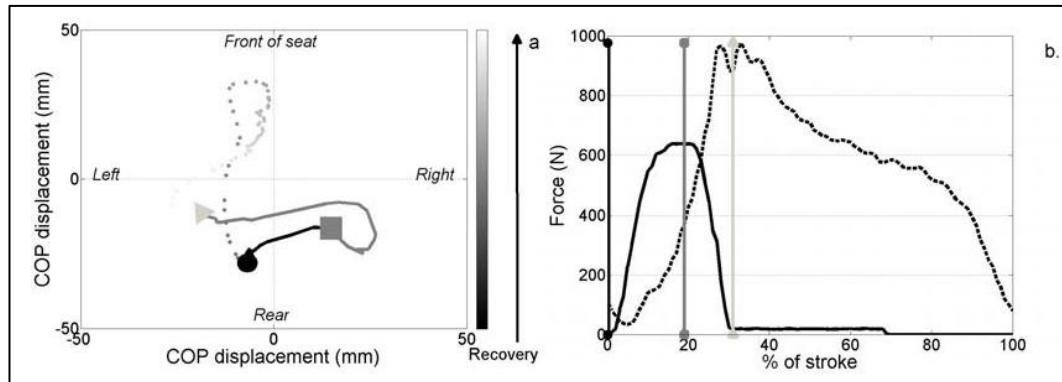 50
Front of seat
COP displacement (mm)
0
Left
Right
Rear
-50
-50
0
50
COP displacement (mm)
a
Recovery
b.
1000
800
600
400
200
0
Force (N)
0
20
40
60
80
100
% of stroke